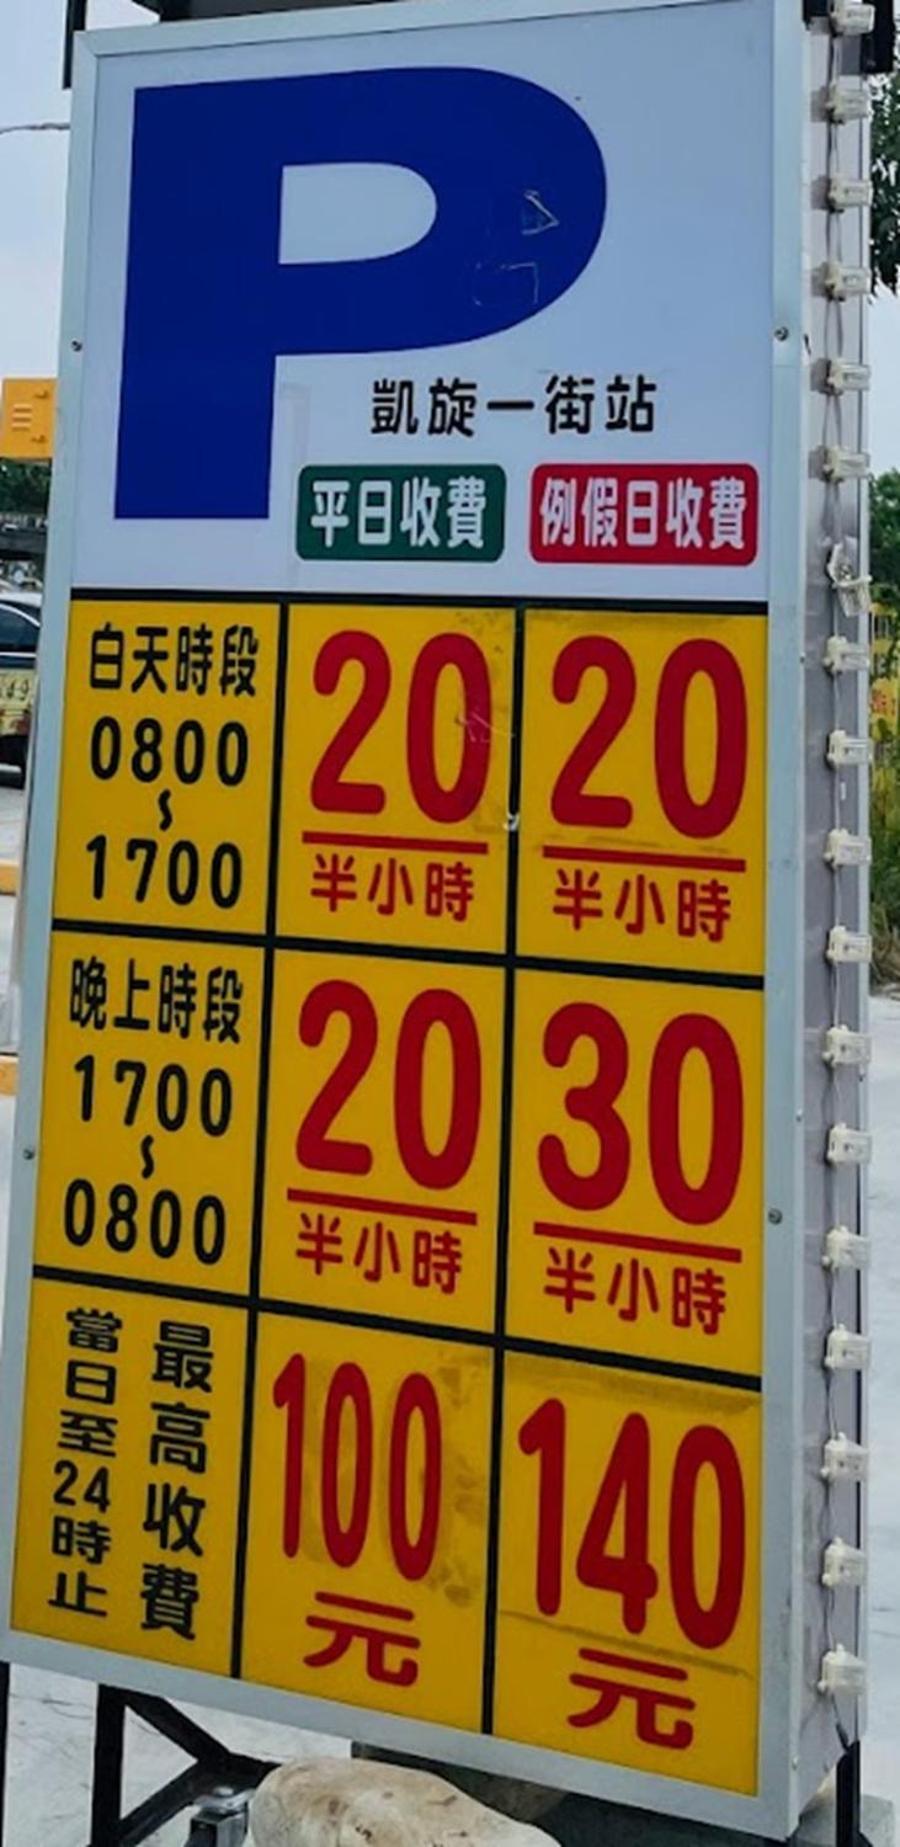 P
凱旋一街站
平日收費 例假日收費
白天時段
0800
~
1700
20
半小時
20
半小時
晚上時段
1700
~
0800
20
半小時
30
半小時
最高收費
當日至24時止
100
元
140
元